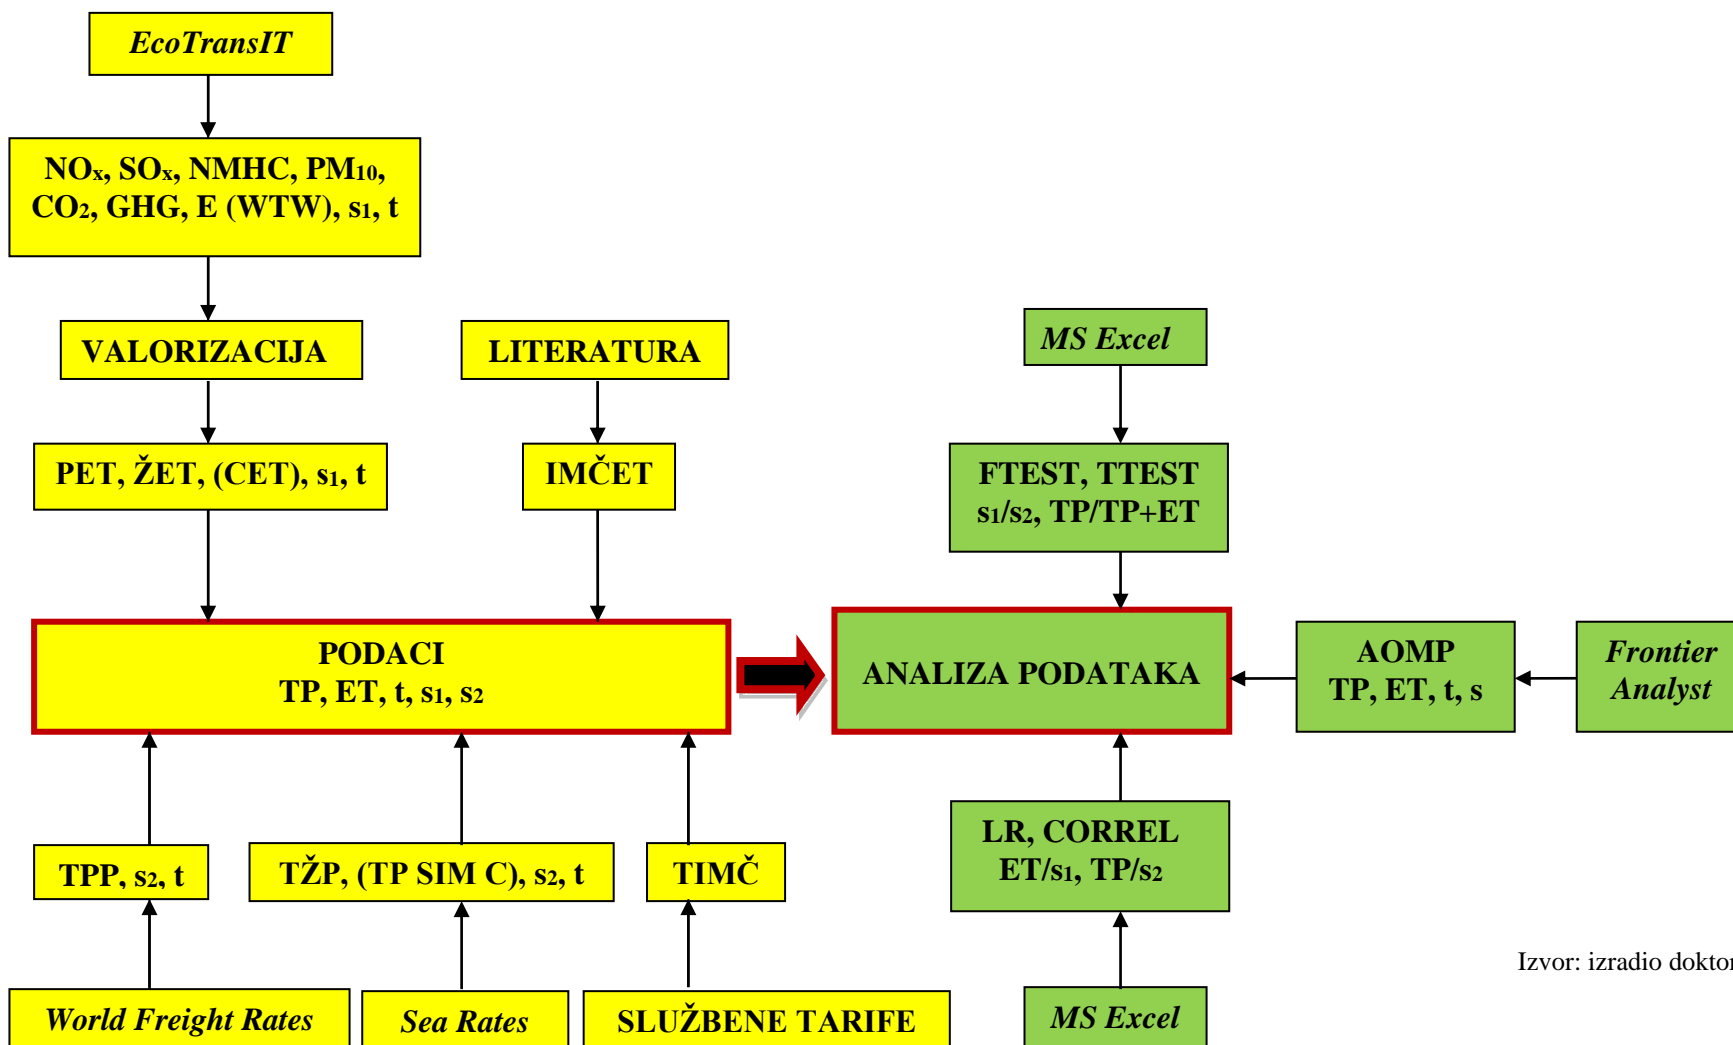 EcoTransIT
NOx, SOx, NMHC, PM10,
CO2, GHG, E (WTW), s1, t
VALORIZACIJA
LITERATURA
MS Excel
PET, ŽET, (CET), s1, t
IMČET
FTEST, TTEST
s1/s2, TP/TP+ET
PODACI
TP, ET, t, s1, s2
ANALIZA PODATAKA
AOMP
TP, ET, t, s
Frontier
Analyst
TPP, s2, t
TŽP, (TP SIM C), s2, t
TIMČ
LR, CORREL
ET/s1, TP/s2
Izvor: izradio doktor
World Freight Rates
Sea Rates
SLUŽBENE TARIFE
MS Excel